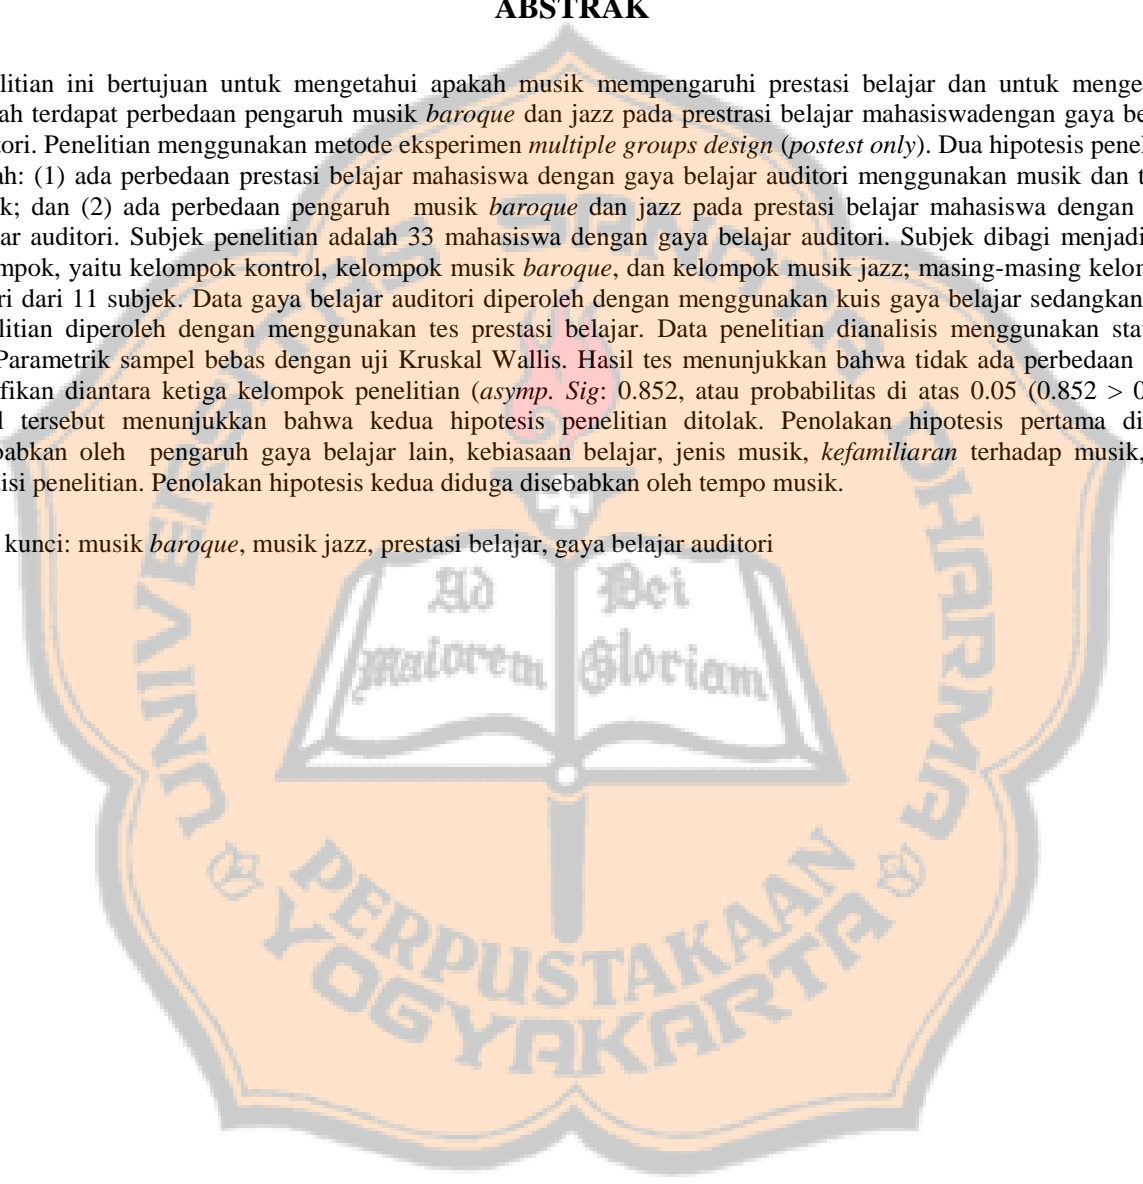 ABSTRAK
litian ini bertujuan untuk mengetahui apakah musik mempengaruhi prestasi belajar dan untuk menge
ah terdapat perbedaan pengaruh musik baroque dan jazz pada prestrasi belajar mahasiswadengan gaya be
tori. Penelitian menggunakan metode eksperimen multiple groups design (postest only). Dua hipotesis pene
ah: (1) ada perbedaan prestasi belajar mahasiswa dengan gaya belajar auditori menggunakan musik dan t
k; dan (2) ada perbedaan pengaruh musik baroque dan jazz pada prestasi belajar mahasiswa dengan
ar auditori. Subjek penelitian adalah 33 mahasiswa dengan gaya belajar auditori. Subjek dibagi menjadi
mpok, yaitu kelompok kontrol, kelompok musik baroque, dan kelompok musik jazz; masing-masing kelom
ri dari 11 subjek. Data gaya belajar auditori diperoleh dengan menggunakan kuis gaya belajar sedangkan
litian diperoleh dengan menggunakan tes prestasi belajar. Data penelitian dianalisis menggunakan stat
Parametrik sampel bebas dengan uji Kruskal Wallis. Hasil tes menunjukkan bahwa tidak ada perbedaan
fikan diantara ketiga kelompok penelitian (asymp. Sig: 0.852, atau probabilitas di atas 0.05 (0.852 > 0
l tersebut menunjukkan bahwa kedua hipotesis penelitian ditolak. Penolakan hipotesis pertama di
babkan oleh pengaruh gaya belajar lain, kebiasaan belajar, jenis musik, kefamiliaran terhadap musik,
isi penelitian. Penolakan hipotesis kedua diduga disebabkan oleh tempo musik.
kunci: musik baroque, musik jazz, prestasi belajar, gaya belajar auditori
UNIVERSITAS SANATA DHARMA
Ad maiorem
Dei Gloriam
PERPUSTAKAAN
YOGYAKARTA